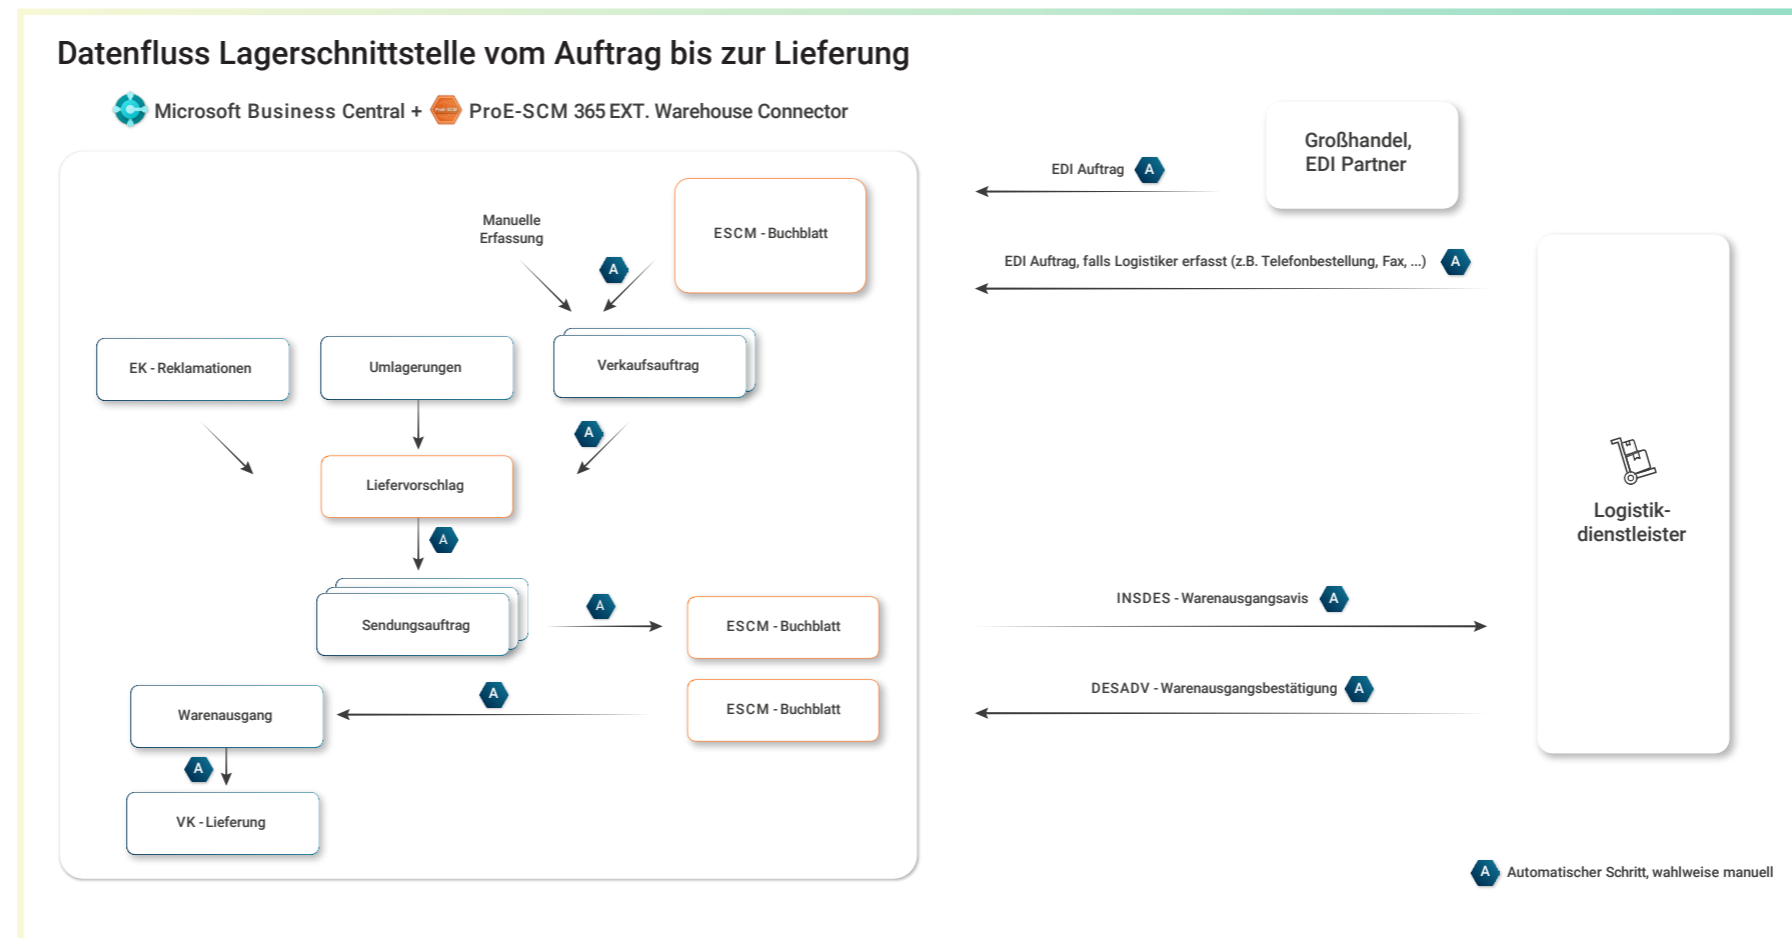 Datenfluss Lagerschnittstelle vom Auftrag bis zur Lieferung
Microsoft Business Central + ProE-SCM 365 EXT. Warehouse Connector
Großhandel,
EDI Partner
EDI Auftrag A
Manuelle
Erfassung
ESCM - Buchblatt
A
EDI Auftrag, falls Logistiker erfasst (z.B. Telefonbestellung, Fax, ...) A
EK - Reklamationen
Umlagerungen
Verkaufsauftrag
A
Liefervorschlag
A
Logistik-
dienstleister
Sendungsauftrag
A
ESCM - Buchblatt
INSDES - Warenausgangsavis A
Warenausgang
A
ESCM - Buchblatt
DESADV - Warenausgangsbestätigung A
A
VK - Lieferung
A Automatischer Schritt, wahlweise manuell